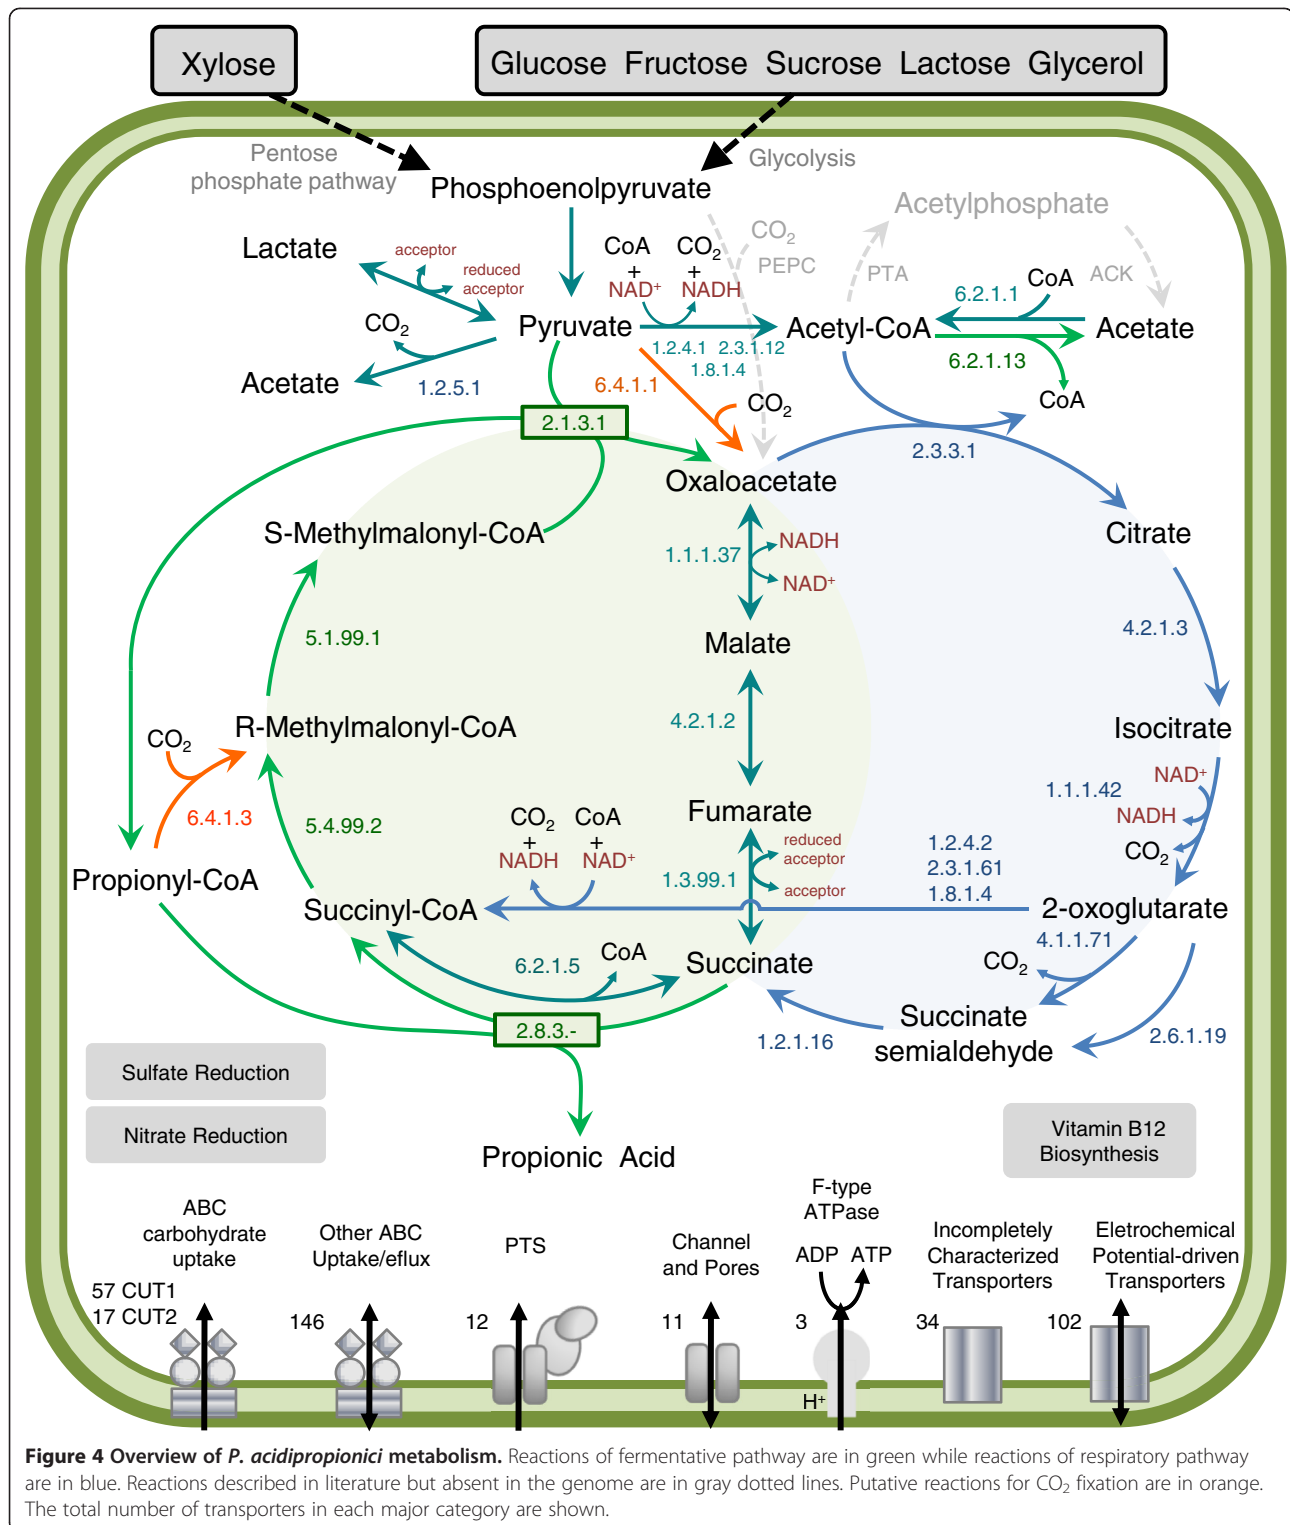 Xylose
Glucose Fructose Sucrose Lactose Glycerol
Pentose
phosphate pathway
Glycolysis
Phosphoenolpyruvate
Acetylphosphate
CO2
PEPC
PTA
ACK
Lactate
acceptor
reduced
acceptor
CoA
+
NAD+
CO2
+
NADH
6.2.1.1
CoA
CO2
Pyruvate
Acetyl-CoA
Acetate
1.2.4.1 2.3.1.12
1.8.1.4
6.2.1.13
Acetate
1.2.5.1
6.4.1.1
CO2
CoA
2.1.3.1
2.3.3.1
Oxaloacetate
S-Methylmalonyl-CoA
Citrate
1.1.1.37
NADH
NAD+
5.1.99.1
Malate
4.2.1.3
R-Methylmalonyl-CoA
4.2.1.2
Isocitrate
CO2
6.4.1.3
5.4.99.2
Fumarate
1.1.1.42
NAD+
NADH
CO2
CO2
+
NADH
CoA
+
NAD+
reduced
acceptor
1.3.99.1
acceptor
1.2.4.2
2.3.1.61
1.8.1.4
Propionyl-CoA
Succinyl-CoA
2-oxoglutarate
6.2.1.5
CoA
Succinate
CO2
4.1.1.71
2.8.3.-
1.2.1.16
Succinate
semialdehyde
2.6.1.19
Sulfate Reduction
Nitrate Reduction
Propionic Acid
Vitamin B12
Biosynthesis
ABC
carbohydrate
uptake
57 CUT1
17 CUT2
Other ABC
Uptake/eflux
146
PTS
12
Channel
and Pores
11
F-type
ATPase
ADP ATP
3
H+
Incompletely
Characterized
Transporters
34
Eletrochemical
Potential-driven
Transporters
102
Figure 4 Overview of P. acidipropionici metabolism. Reactions of fermentative pathway are in green while reactions of respiratory pathway
are in blue. Reactions described in literature but absent in the genome are in gray dotted lines. Putative reactions for CO2 fixation are in orange.
The total number of transporters in each major category are shown.